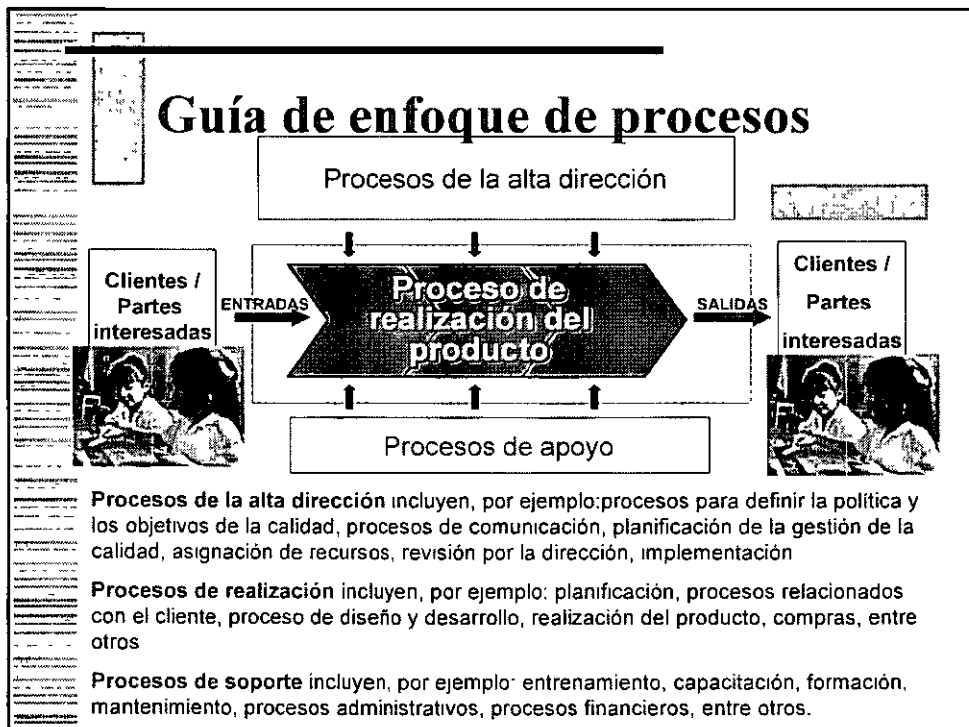 Guía de enfoque de procesos
Procesos de la alta dirección
Clientes /
Partes
interesadas
ENTRADAS
Proceso de
realización del
producto
SALIDAS
Clientes /
Partes
interesadas
Procesos de apoyo
Procesos de la alta dirección incluyen, por ejemplo:procesos para definir la política y
los objetivos de la calidad, procesos de comunicación, planificación de la gestión de la
calidad, asignación de recursos, revisión por la dirección, implementación
Procesos de realización incluyen, por ejemplo: planificación, procesos relacionados
con el cliente, proceso de diseño y desarrollo, realización del producto, compras, entre
otros
Procesos de soporte incluyen, por ejemplo: entrenamiento, capacitación, formación,
mantenimiento, procesos administrativos, procesos financieros, entre otros.